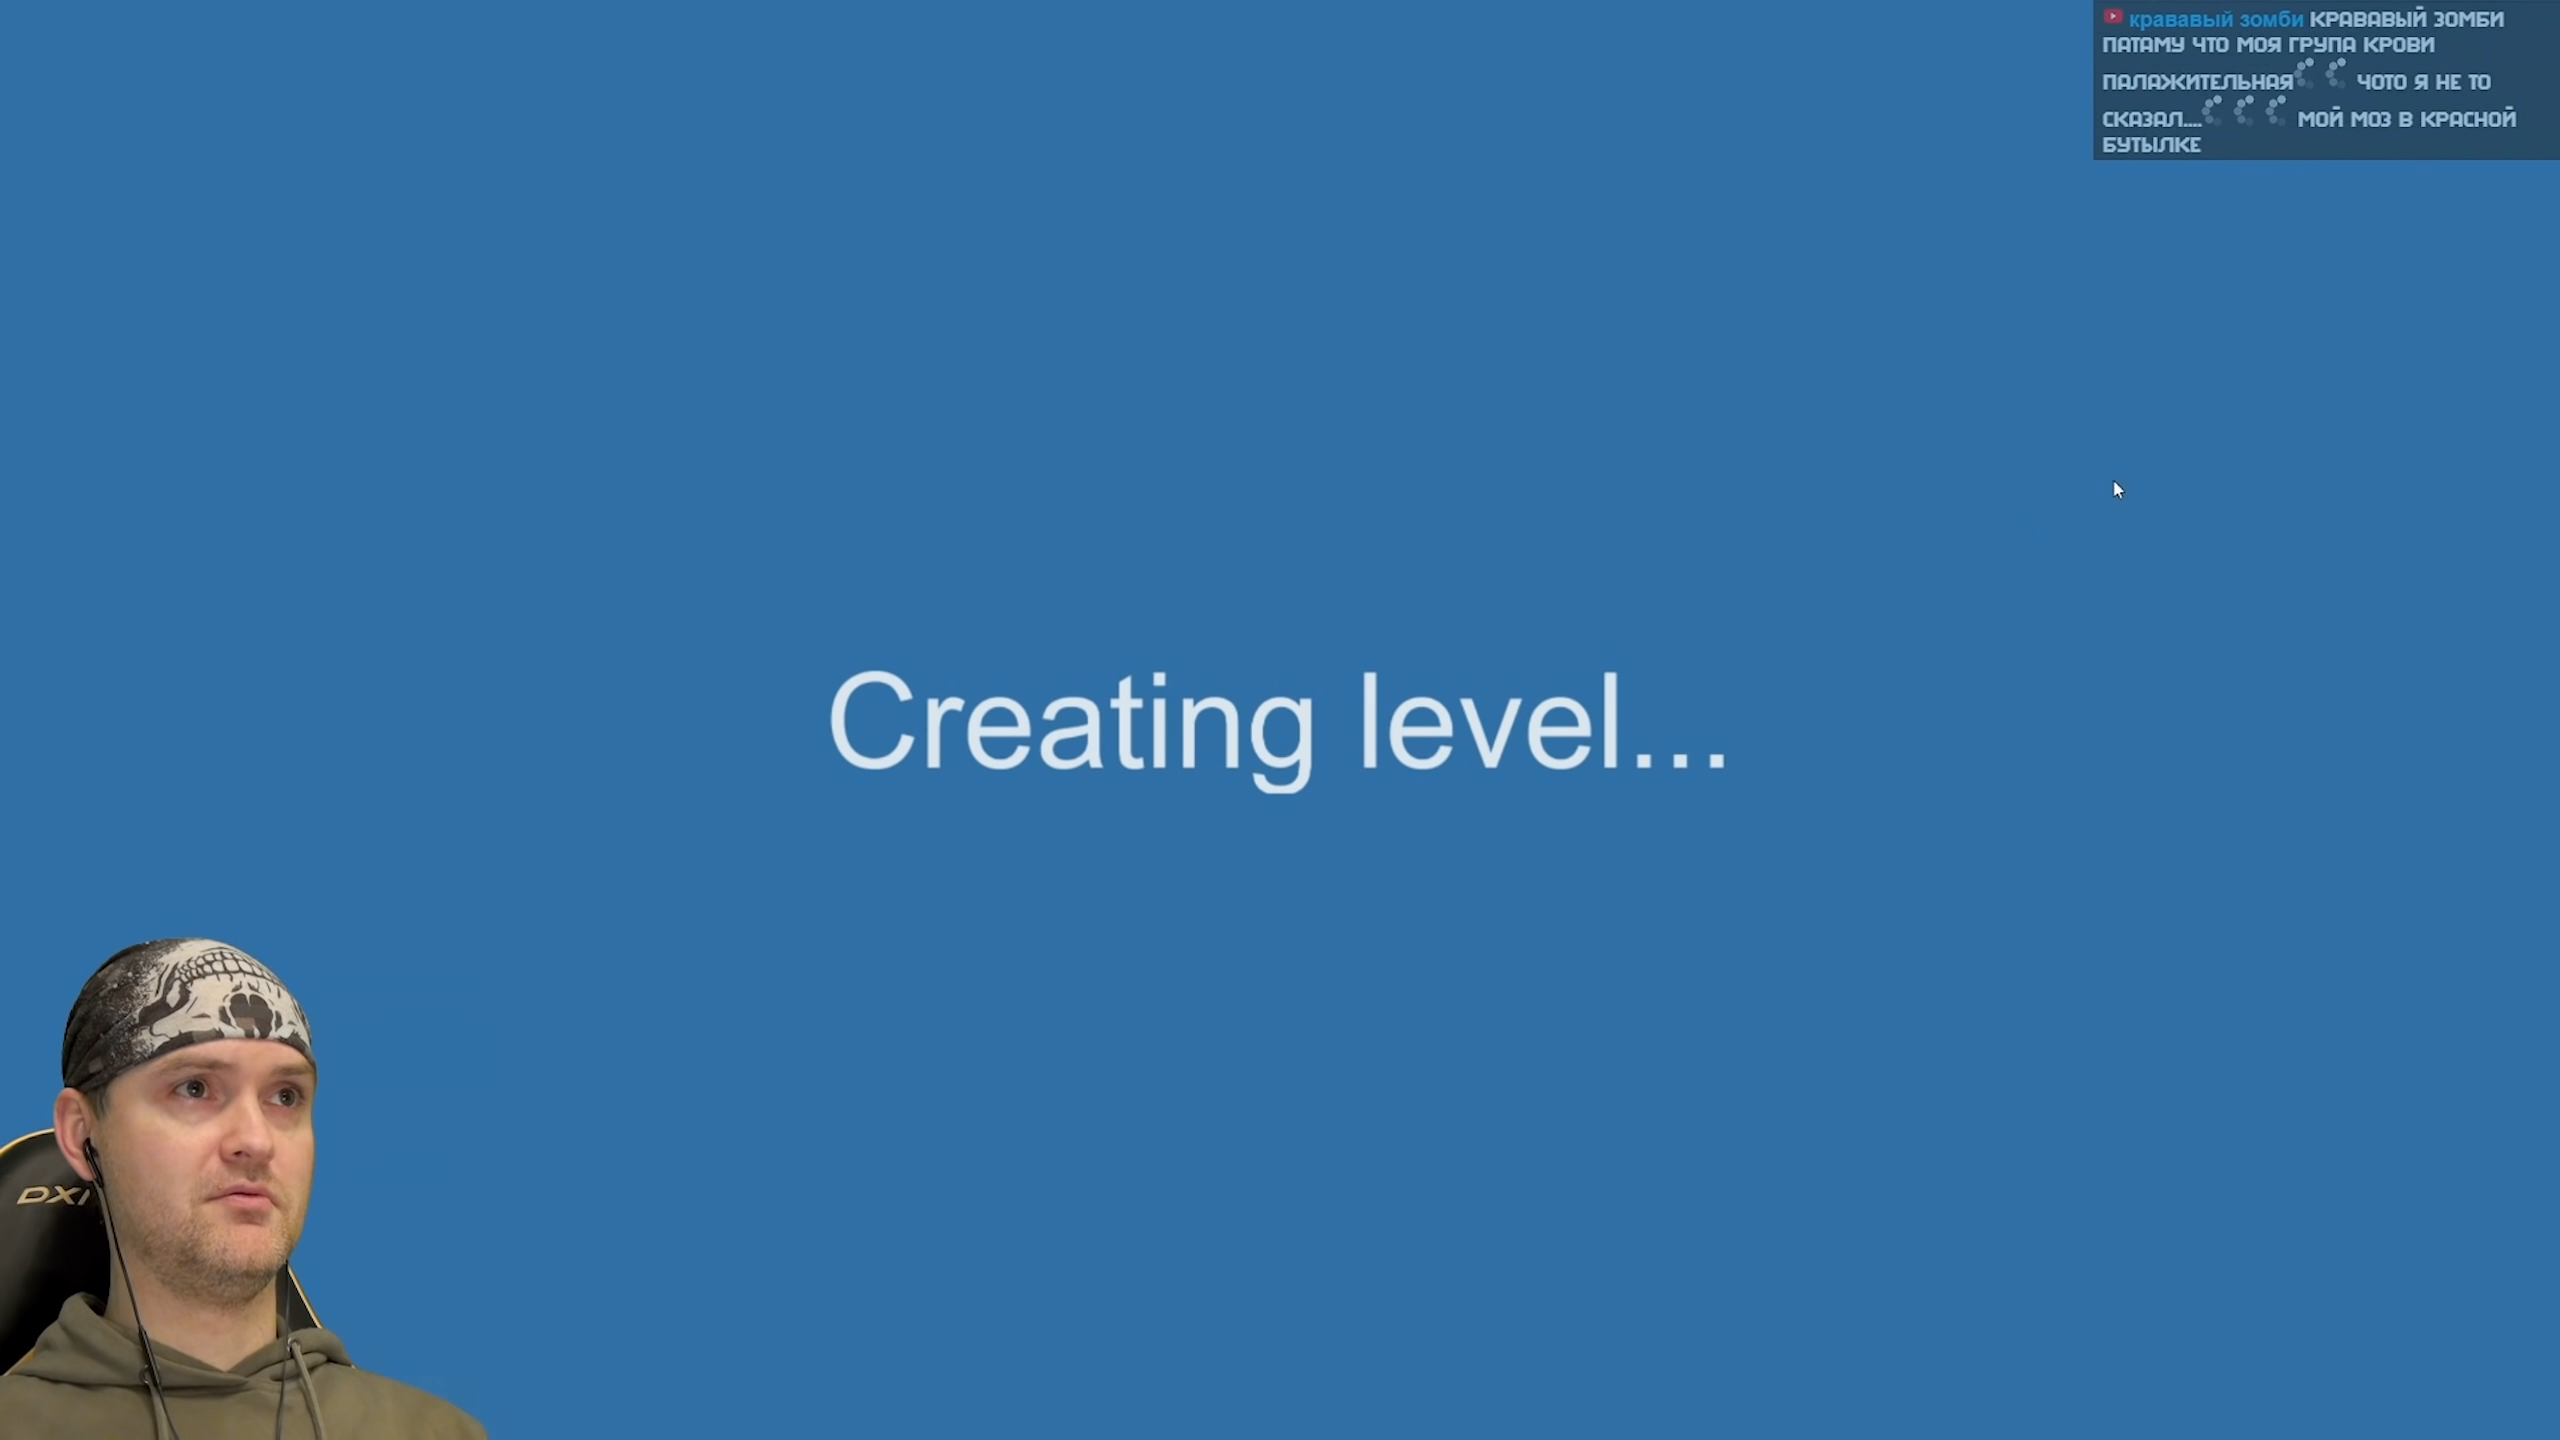 крававый зомби КРАВАВЫЙ ЗОМБИ
ПАТАМУ ЧТО МОЯ ГРУПА КРОВИ
ПАЛАЖИТЕЛЬНАЯ ЧОТО Я НЕ ТО
СКАЗАЛ.... МОЙ МОЗ В КРАСНОЙ
БУТЫЛКЕ
Creating level...